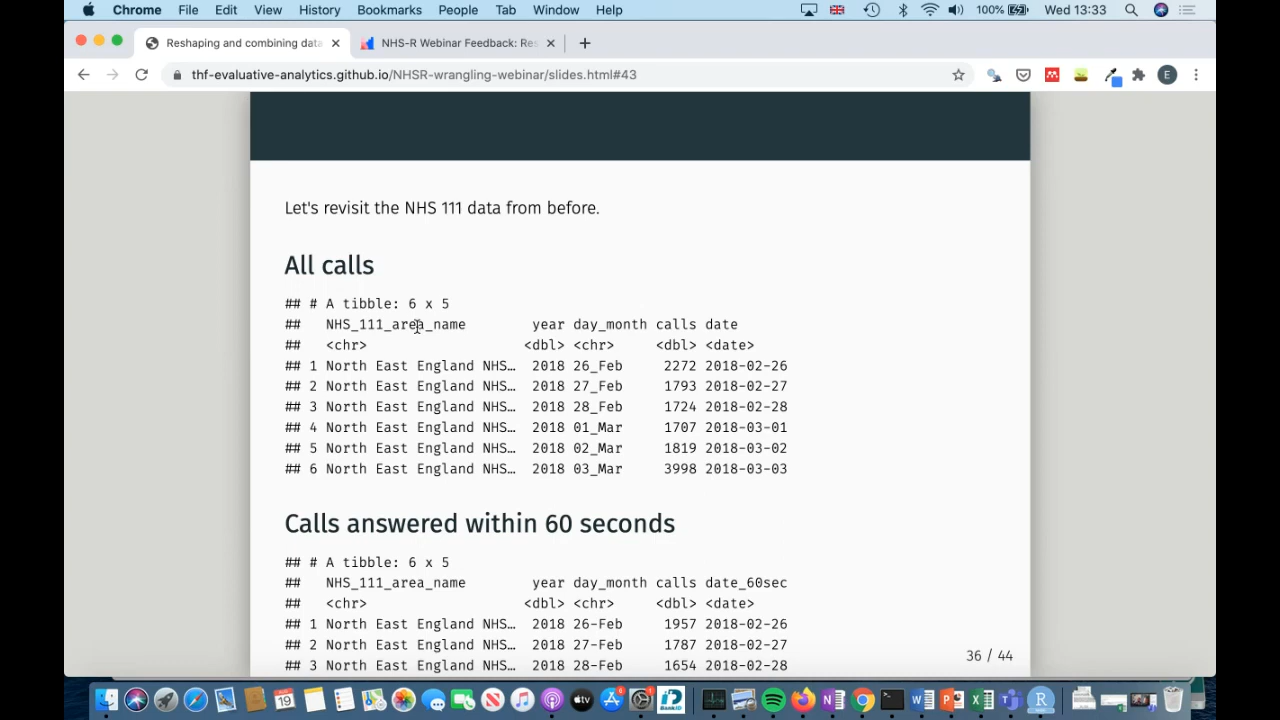 Chrome File Edit View History Bookmarks People Tab Window Help 100% Wed 13:33
Reshaping and combining data NHS-R Webinar Feedback: Res
thf-evaluative-analytics.github.io/NHSR-wrangling-webinar/slides.html#43 E
Let's revisit the NHS 111 data from before.
All calls
## # A tibble: 6 x 5
## NHS_111_area_name year day_month calls date
## <chr> <dbl> <chr> <dbl> <date>
## 1 North East England NHS… 2018 26_Feb 2272 2018-02-26
## 2 North East England NHS… 2018 27_Feb 1793 2018-02-27
## 3 North East England NHS… 2018 28_Feb 1724 2018-02-28
## 4 North East England NHS… 2018 01_Mar 1707 2018-03-01
## 5 North East England NHS… 2018 02_Mar 1819 2018-03-02
## 6 North East England NHS… 2018 03_Mar 3998 2018-03-03
Calls answered within 60 seconds
## # A tibble: 6 x 5
## NHS_111_area_name year day_month calls date_60sec
## <chr> <dbl> <chr> <dbl> <date>
## 1 North East England NHS… 2018 26-Feb 1957 2018-02-26
## 2 North East England NHS… 2018 27-Feb 1787 2018-02-27
## 3 North East England NHS… 2018 28-Feb 1654 2018-02-28
36 / 44